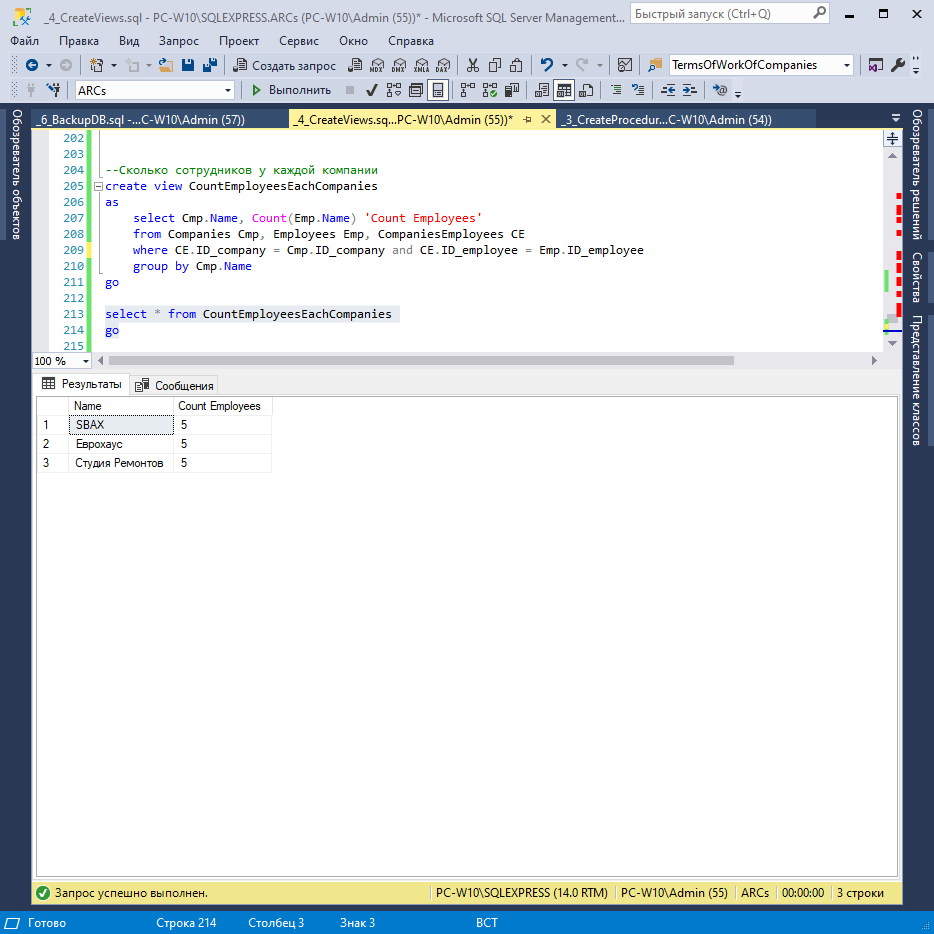 _4_CreateViews.sql - PC-W10\SQLEXPRESS.ARCs (PC-W10\Admin (55))* - Microsoft SQL Server Management...
Быстрый запуск (Ctrl+Q)
Файл Правка Вид Запрос Проект Сервис Окно Справка
Создать запрос MDX DMX XMLA DAX TermsOfWorkOfCompanies
ARCs Выполнить
Обозреватель объектов
_6_BackupDB.sql -...C-W10\Admin (57)) _4_CreateViews.sq...PC-W10\Admin (55))* _3_CreateProcedur...C-W10\Admin (54))
202
203
204 --Сколько сотрудников у каждой компании
205 create view CountEmployeesEachCompanies
206 as
207 select Cmp.Name, Count(Emp.Name) 'Count Employees'
208 from Companies Cmp, Employees Emp, CompaniesEmployees CE
209 where CE.ID_company = Cmp.ID_company and CE.ID_employee = Emp.ID_employee
210 group by Cmp.Name
211 go
212
213 select * from CountEmployeesEachCompanies
214 go
215
100 %
Обозреватель решений
Свойства
Представление классов
Результаты Сообщения
Name Count Employees
1 SBAX 5
2 Еврохаус 5
3 Студия Ремонтов 5
Запрос успешно выполнен. PC-W10\SQLEXPRESS (14.0 RTM) PC-W10\Admin (55) ARCs 00:00:00 3 строки
Готово Строка 214 Столбец 3 Знак 3 ВСТ